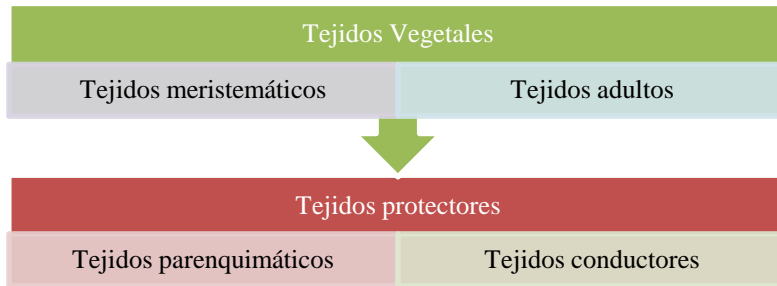 Tejidos Vegetales
Tejidos meristemáticos
Tejidos adultos
Tejidos protectores
Tejidos parenquimáticos
Tejidos conductores